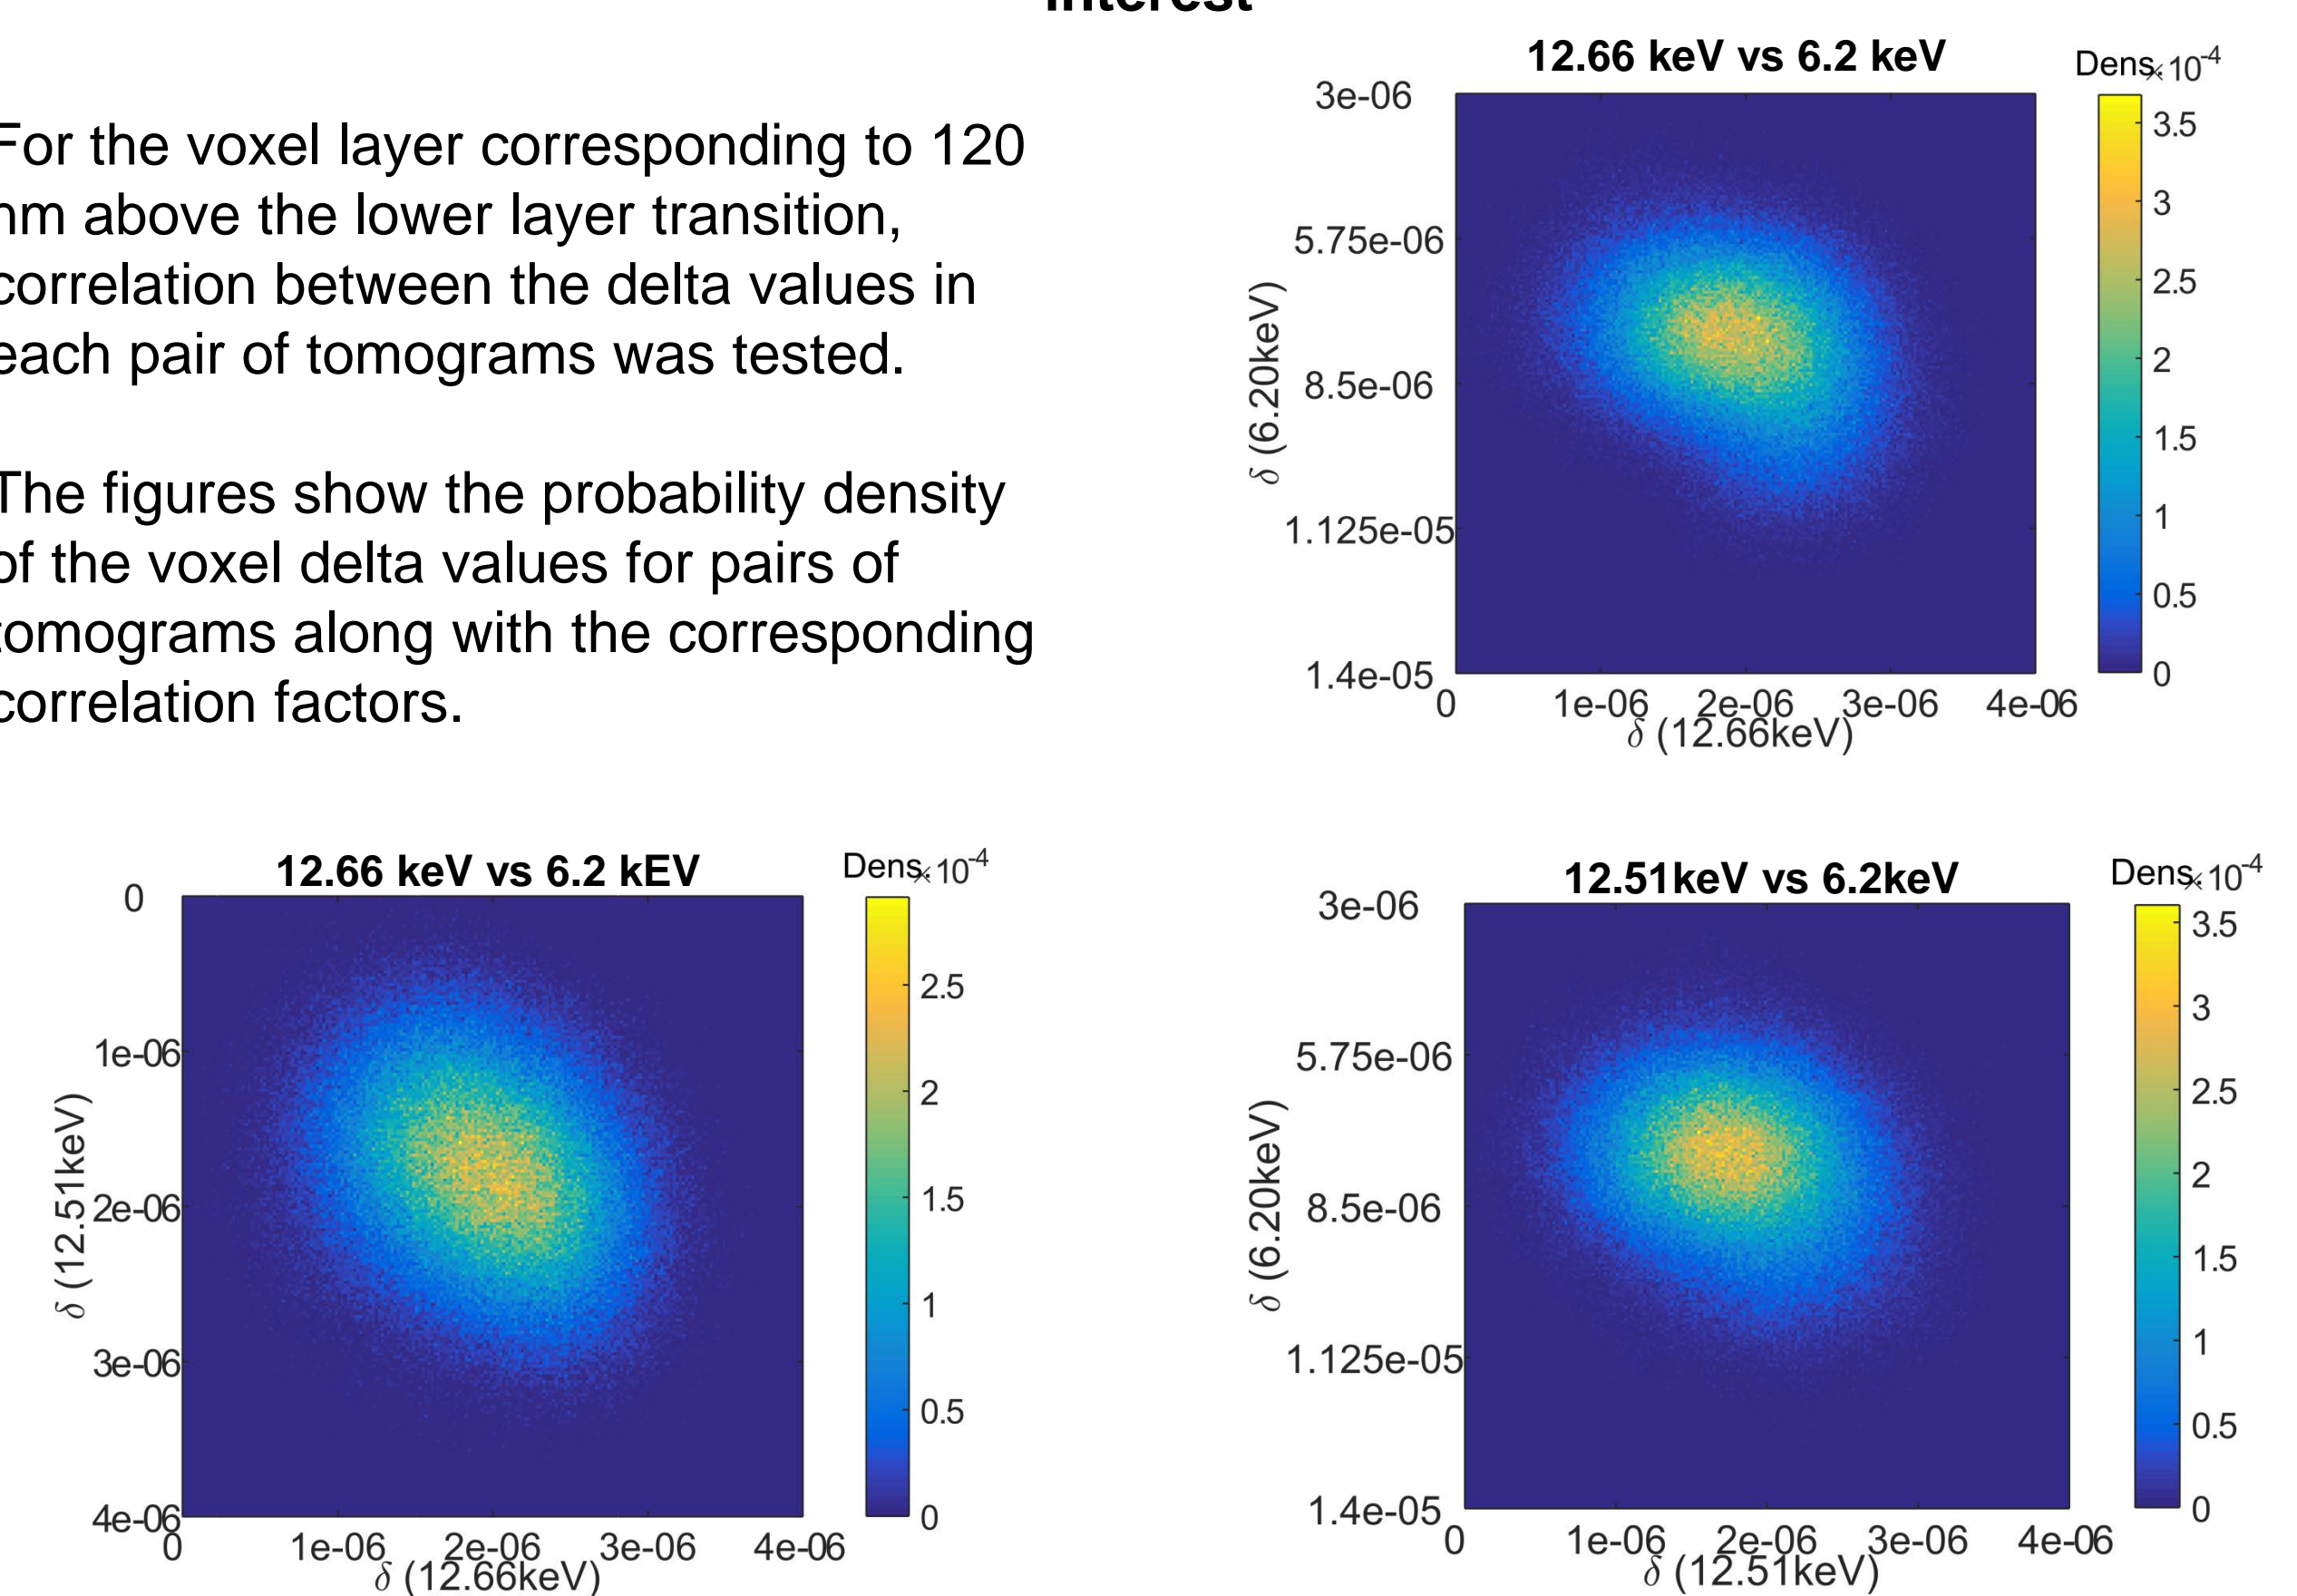 interest
For the voxel layer corresponding to 120
nm above the lower layer transition,
correlation between the delta values in
each pair of tomograms was tested.
The figures show the probability density
of the voxel delta values for pairs of
tomograms along with the corresponding
correlation factors.
12.66 keV vs 6.2 keV
Dens. ×10-4
3e-06
5.75e-06
8.5e-06
1.125e-05
1.4e-05
δ (6.20keV)
0 1e-06 2e-06 3e-06 4e-06
δ (12.66keV)
3.5
3
2.5
2
1.5
1
0.5
0
12.66 keV vs 6.2 kEV
Dens. ×10-4
0
1e-06
2e-06
3e-06
4e-06
δ (12.51keV)
0 1e-06 2e-06 3e-06 4e-06
δ (12.66keV)
2.5
2
1.5
1
0.5
0
12.51keV vs 6.2keV
Dens. ×10-4
3e-06
5.75e-06
8.5e-06
1.125e-05
1.4e-05
δ (6.20keV)
0 1e-06 2e-06 3e-06 4e-06
δ (12.51keV)
3.5
3
2.5
2
1.5
1
0.5
0